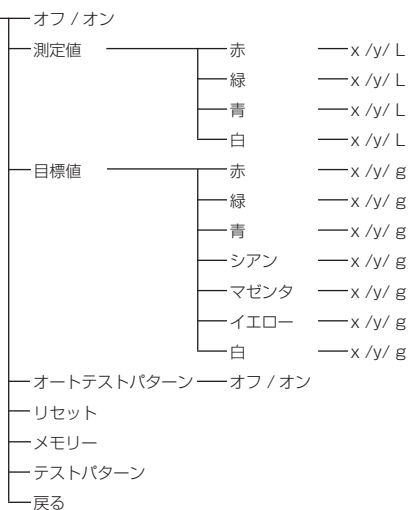 オフ / オン
測定値 赤 x /y/ L
緑 x /y/ L
青 x /y/ L
白 x /y/ L
目標値 赤 x /y/ g
緑 x /y/ g
青 x /y/ g
シアン x /y/ g
マゼンタ x /y/ g
イエロー x /y/ g
白 x /y/ g
オートテストパターン オフ / オン
リセット
メモリー
テストパターン
戻る